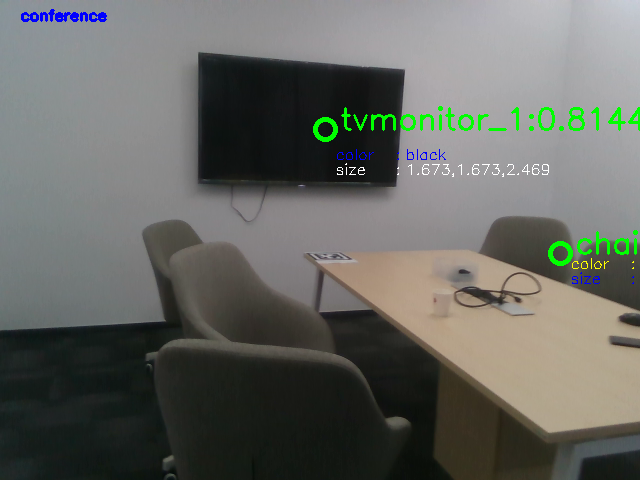 conference
tvmonitor_1:0.8144
color : black
size : 1.673,1.673,2.469
chai
color :
size :